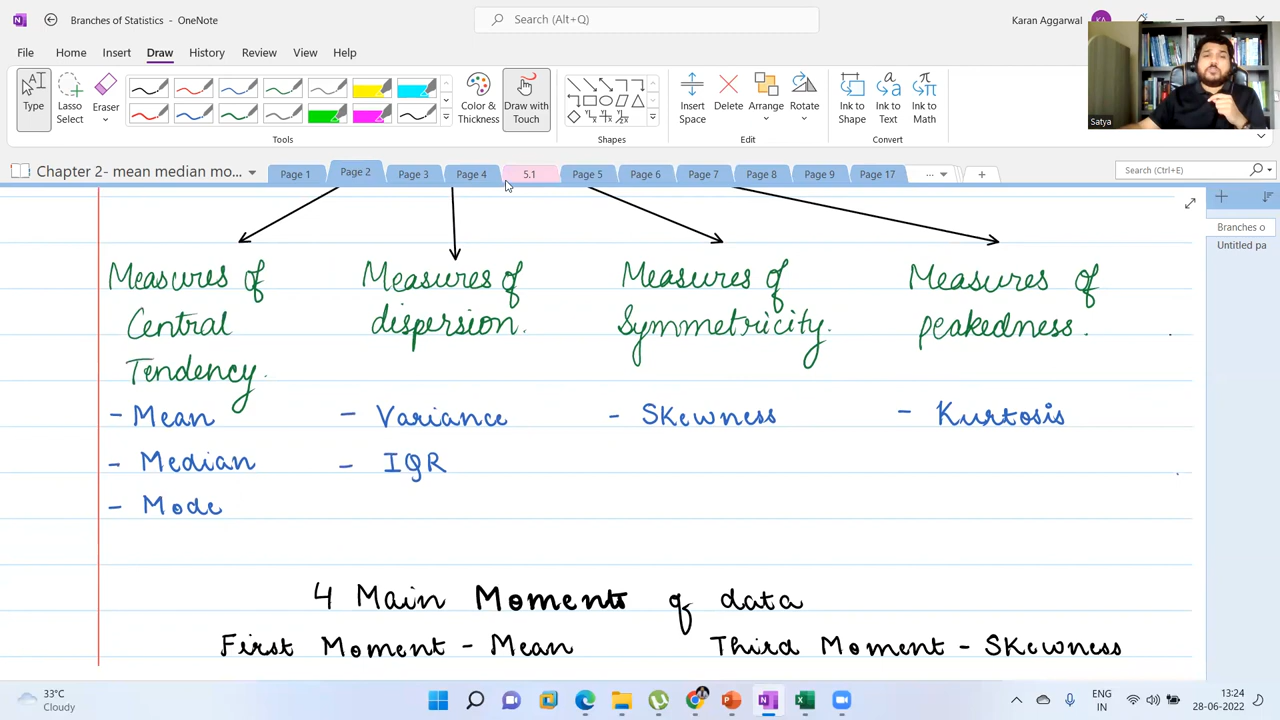 Branches of Statistics - OneNote
Search (Alt+Q)
Karan Aggarwal
KA
File Home Insert Draw History Review View Help
Type
Lasso Select
Eraser
Color & Thickness
Draw with Touch
Insert Space
Delete
Arrange
Rotate
Ink to Shape
Ink to Text
Ink to Math
Tools
Shapes
Edit
Convert
Satya
Chapter 2- mean median mo...
Page 1
Page 2
Page 3
Page 4
5.1
Page 5
Page 6
Page 7
Page 8
Page 9
Page 17
...
Search (Ctrl+E)
Branches o
Untitled pa
Measures of Central Tendency.
- Mean
- Median
- Mode
Measures of dispersion.
- Variance
- IQR
Measures of Symmetricity.
- Skewness
Measures of peakedness.
- Kurtosis
4 Main Moments of data
First Moment - Mean
Third Moment - Skewness
33°C
Cloudy
ENG
IN
13:24
28-06-2022